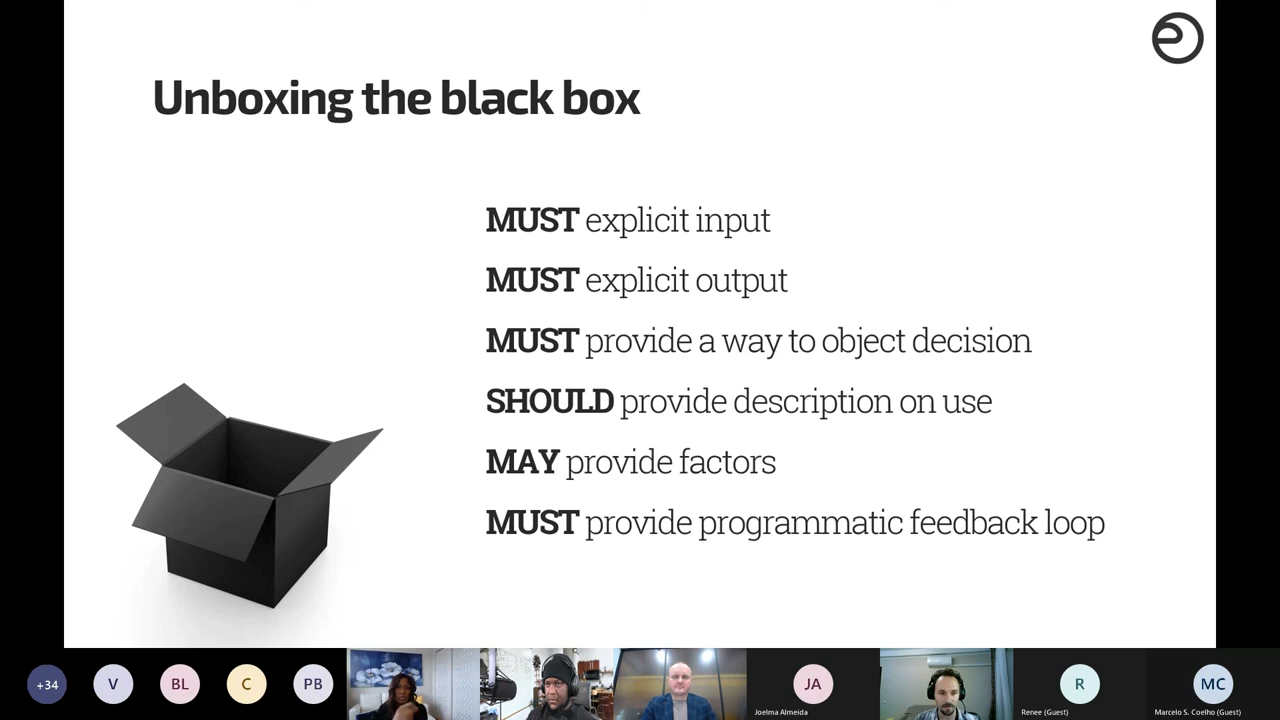 Unboxing the black box
MUST explicit input
MUST explicit output
MUST provide a way to object decision
SHOULD provide description on use
MAY provide factors
MUST provide programmatic feedback loop
+34
V
BL
C
PB
JA
Joelma Almeida
R
Renee (Guest)
MC
Marcelo S. Coelho (Guest)